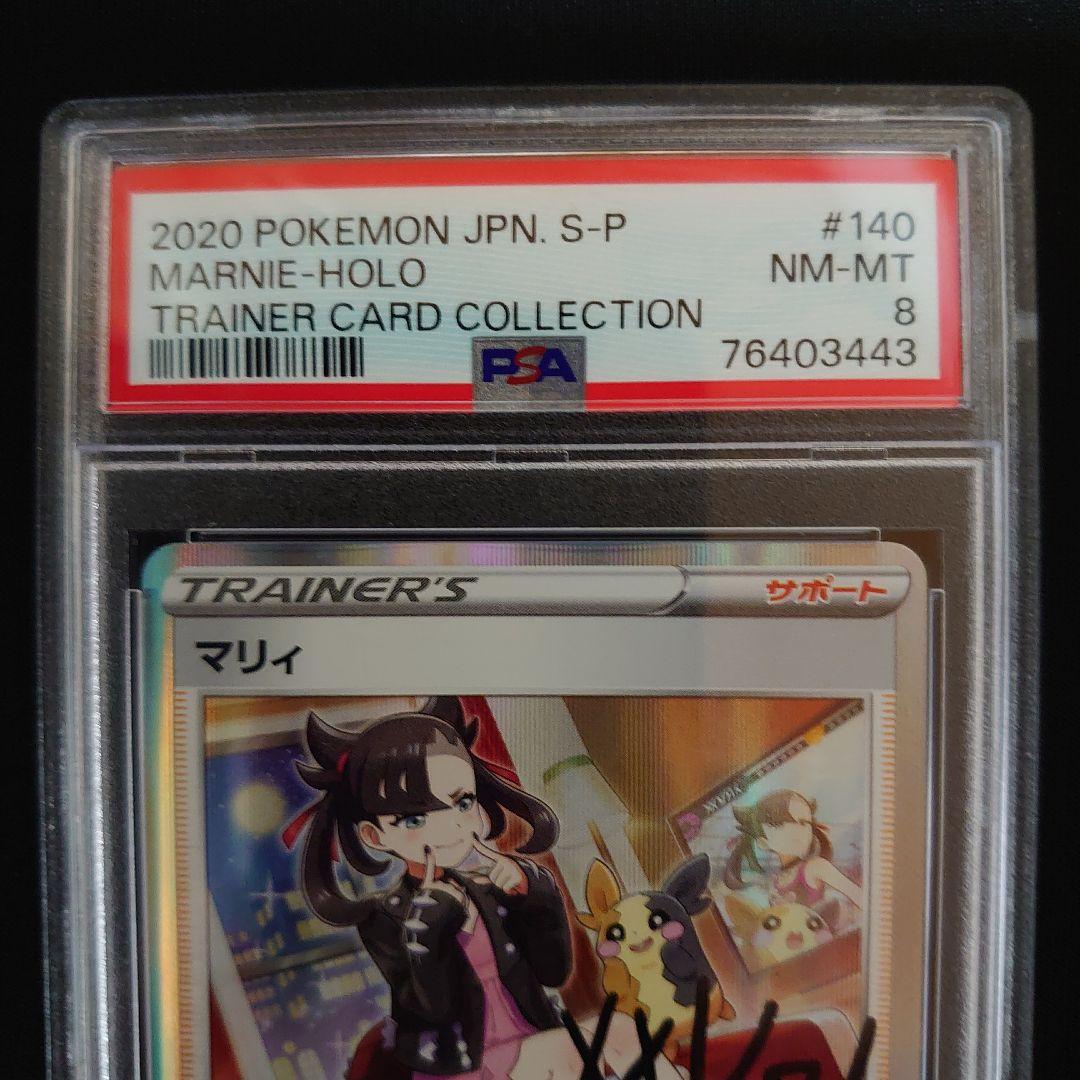 2020 POKEMON JPN. S-P #140
MARNIE-HOLO NM-MT
TRAINER CARD COLLECTION 8
PSA 76403443
TRAINER'S サポート
マリィ